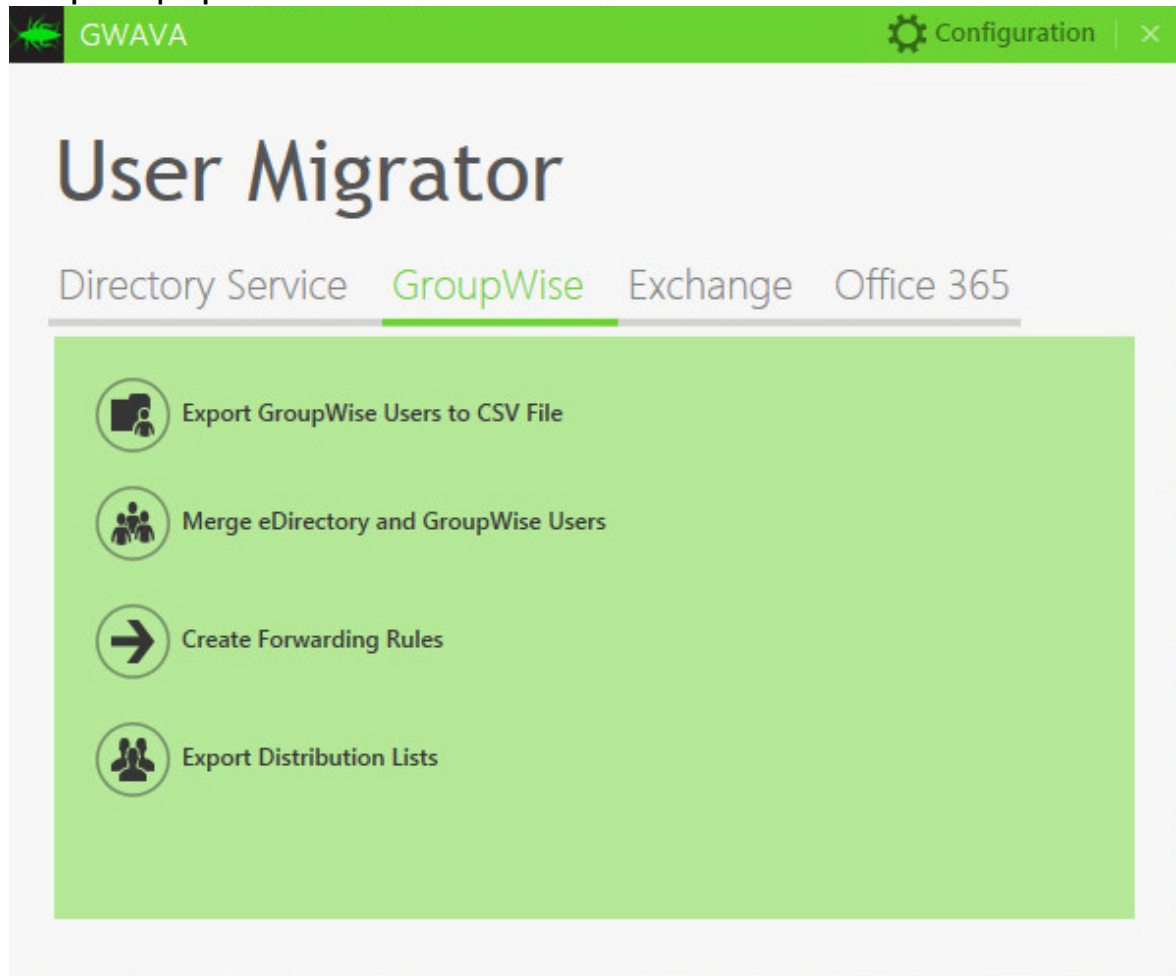 GWAVA
Configuration
User Migrator
Directory Service GroupWise Exchange Office 365
Export GroupWise Users to CSV File
Merge eDirectory and GroupWise Users
Create Forwarding Rules
Export Distribution Lists